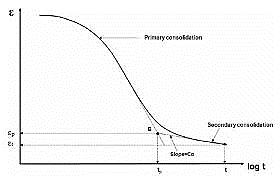 ε
Primary consolidation
Secondary consolidation
B
Slope=Cα
εp
εt
tp
t
log t